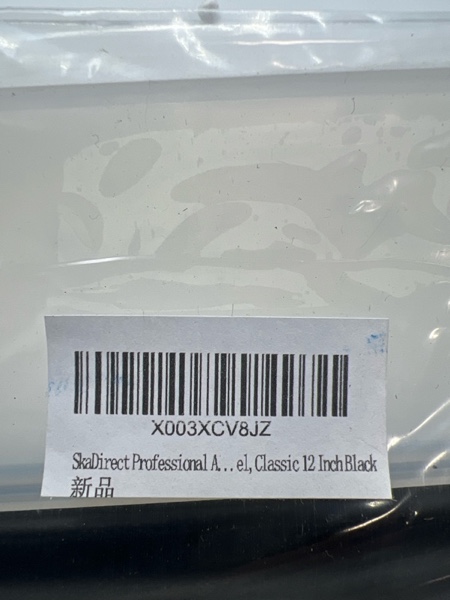 X003XCV8JZ
SkaDirect Professional A...el, Classic 12 Inch Black
新品